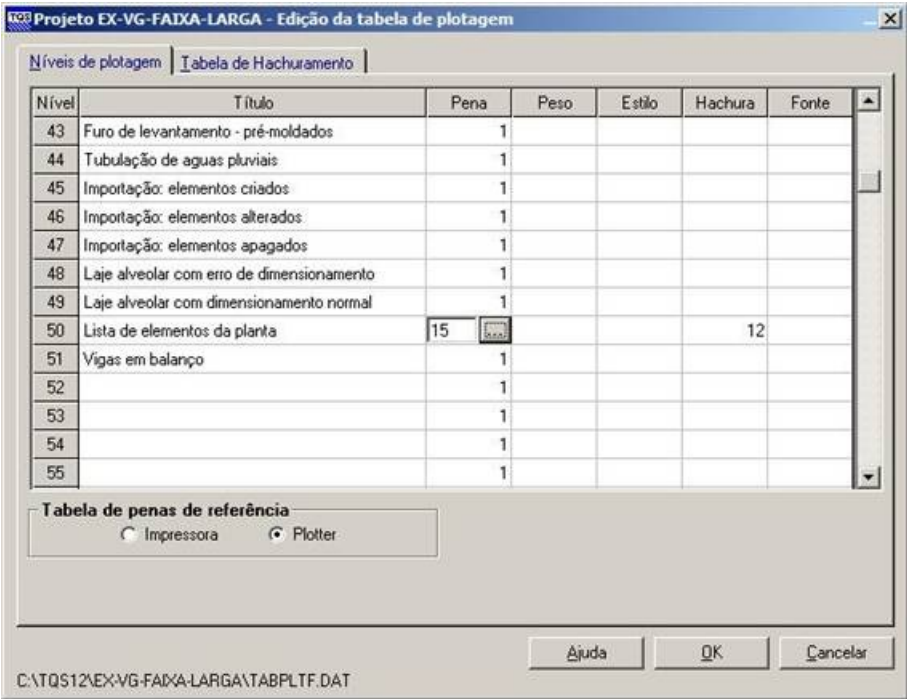 TQS Projeto EX-VG-FAIXA-LARGA - Edição da tabela de plotagem
Níveis de plotagem Tabela de Hachuramento
Nível Título Pena Peso Estilo Hachura Fonte
43 Furo de levantamento - pré-moldados 1
44 Tubulação de aguas pluviais 1
45 Importação: elementos criados 1
46 Importação: elementos alterados 1
47 Importação: elementos apagados 1
48 Laje alveolar com erro de dimensionamento 1
49 Laje alveolar com dimensionamento normal 1
50 Lista de elementos da planta 15 ... 12
51 Vigas em balanço 1
52 1
53 1
54 1
55 1
Tabela de penas de referência
Impressora Plotter
Ajuda OK Cancelar
C:\TQS12\EX-VG-FAIXA-LARGA\TABPLTF.DAT